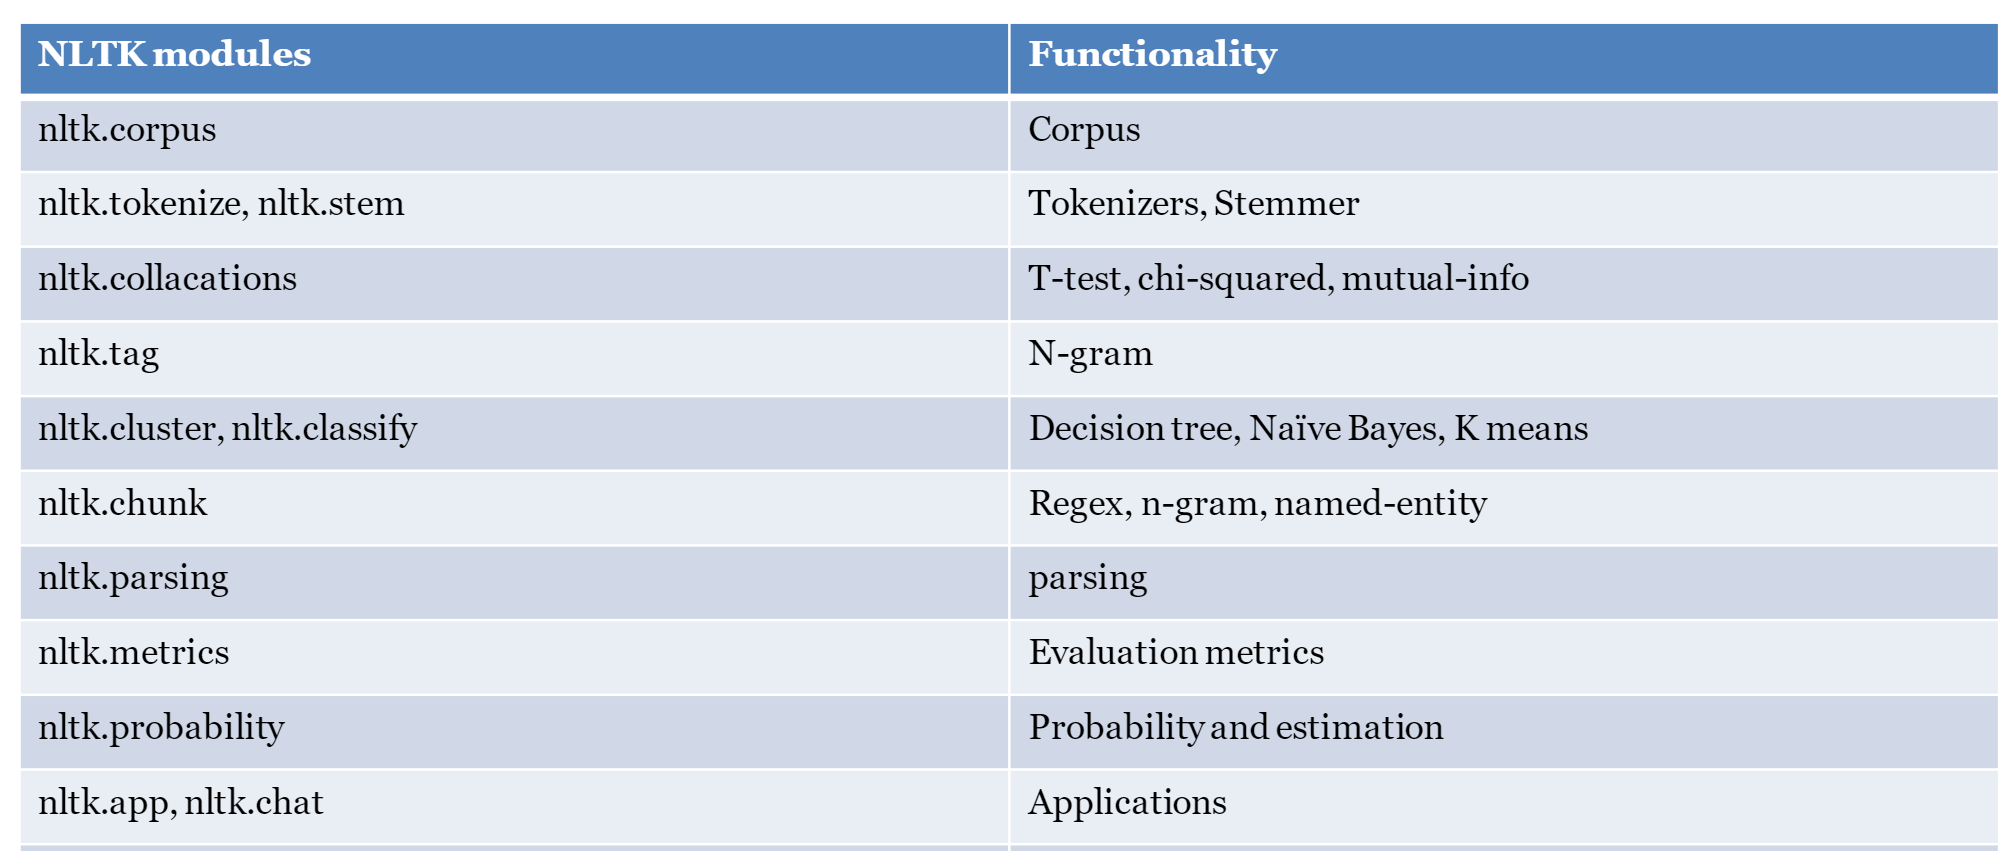 NLTK modules Functionality
nltk.corpus Corpus
nltk.tokenize, nltk.stem Tokenizers, Stemmer
nltk.collacations T-test, chi-squared, mutual-info
nltk.tag N-gram
nltk.cluster, nltk.classify Decision tree, Naïve Bayes, K means
nltk.chunk Regex, n-gram, named-entity
nltk.parsing parsing
nltk.metrics Evaluation metrics
nltk.probability Probability and estimation
nltk.app, nltk.chat Applications